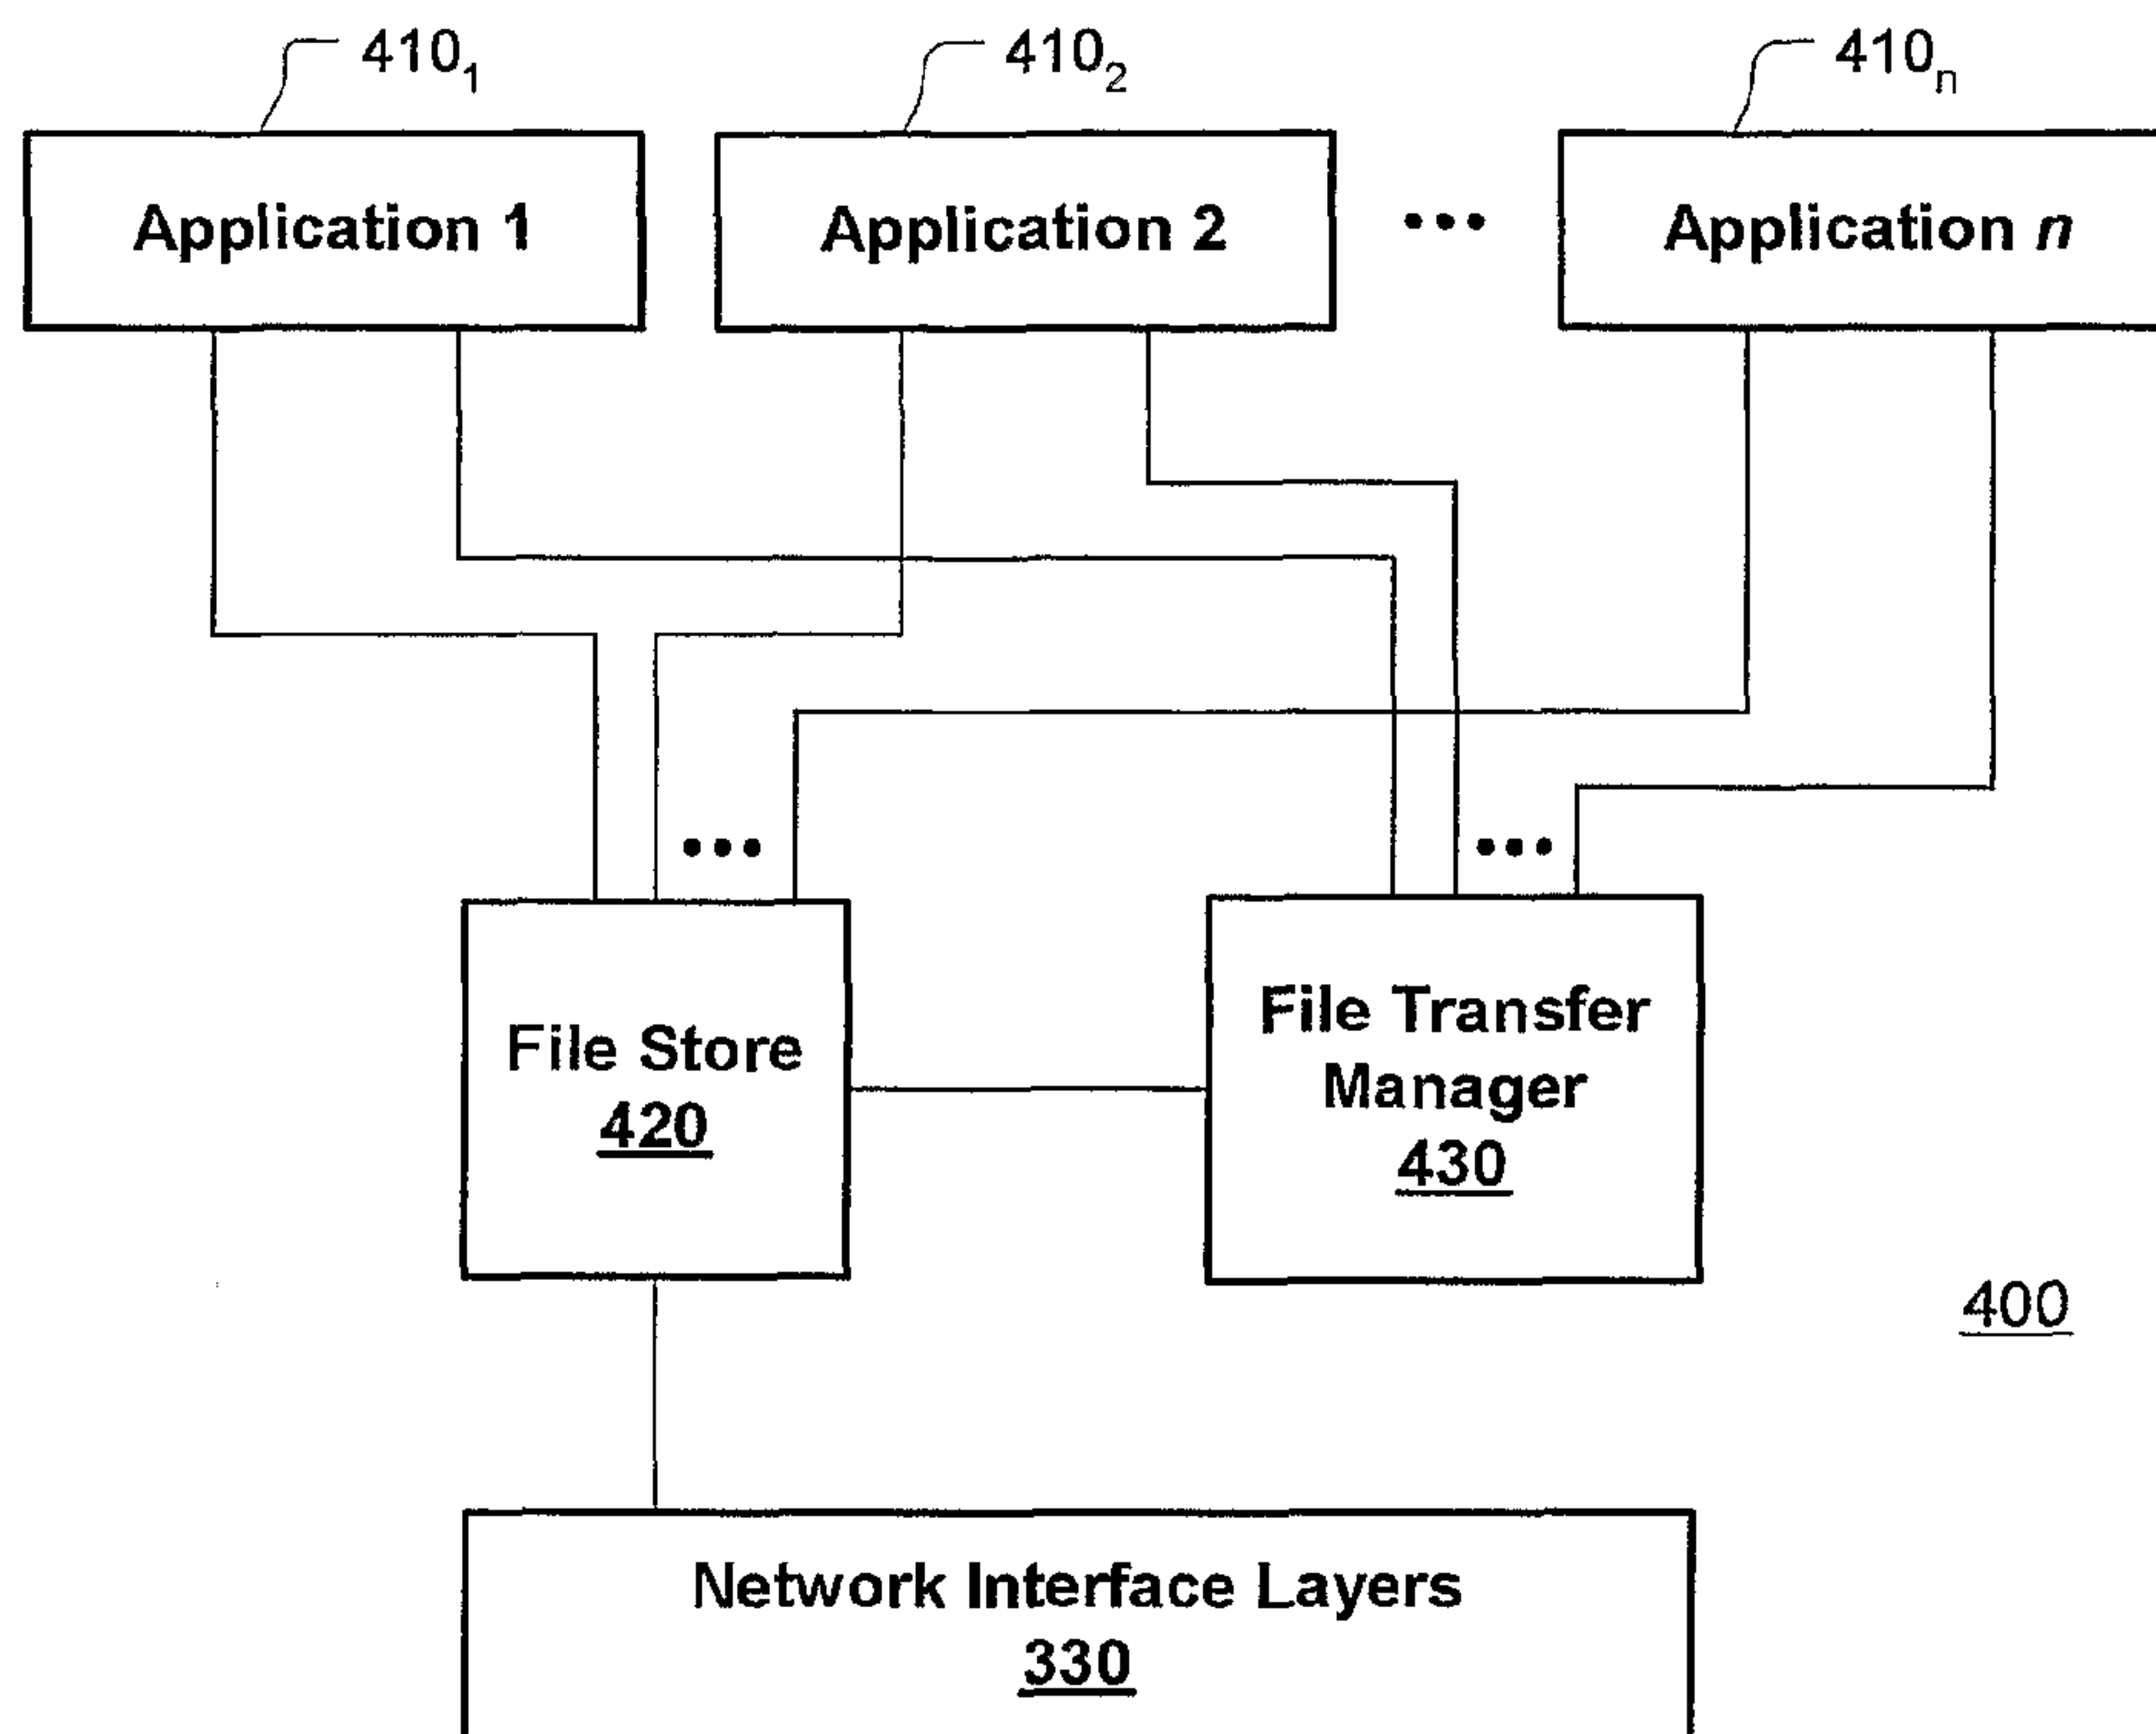 410₁ 410₂ 410ₙ
Application 1 Application 2 ••• Application n
••• •••
File Store
420
File Transfer
Manager
430
400
Network Interface Layers
330